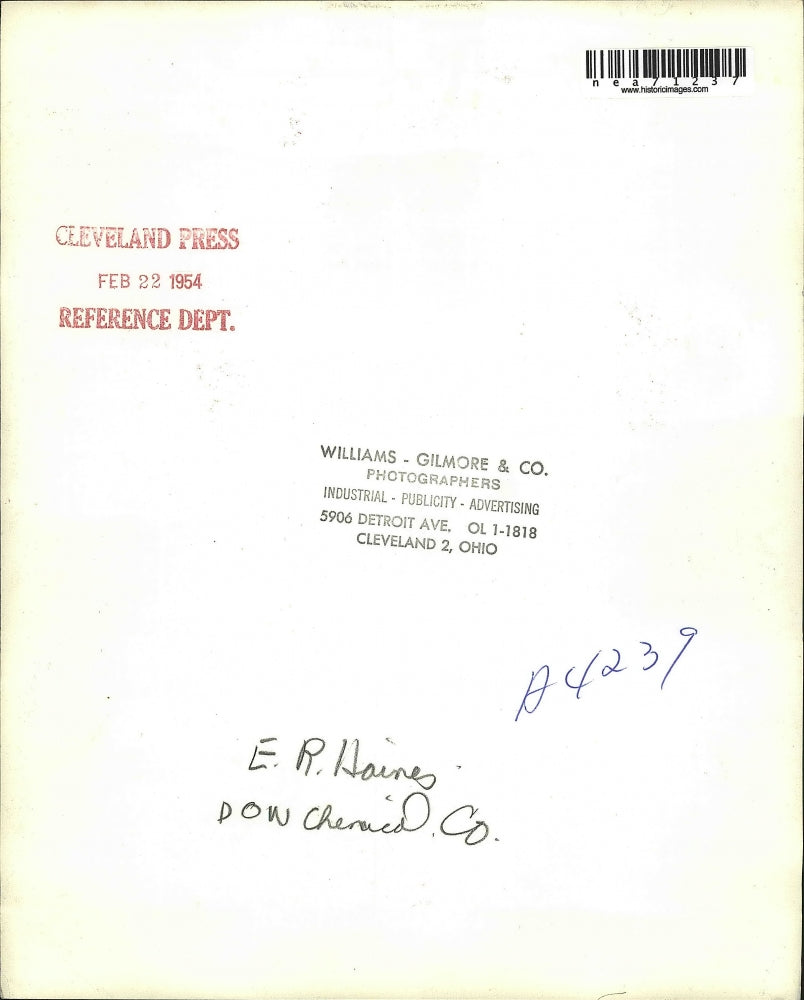 nea71237
www.historicimages.com
CLEVELAND PRESS
FEB 22 1954
REFERENCE DEPT.
WILLIAMS - GILMORE & CO.
PHOTOGRAPHERS
INDUSTRIAL - PUBLICITY - ADVERTISING
5906 DETROIT AVE. OL 1-1818
CLEVELAND 2, OHIO
A4239
E. R. Haines
DOW Chemical. Co.